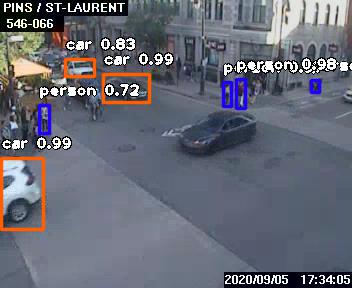 PINS / ST-LAURENT
546-066
car 0.83
car 0.99
person 0.98
person 0.72
car 0.99
2020/09/05 17:34:05